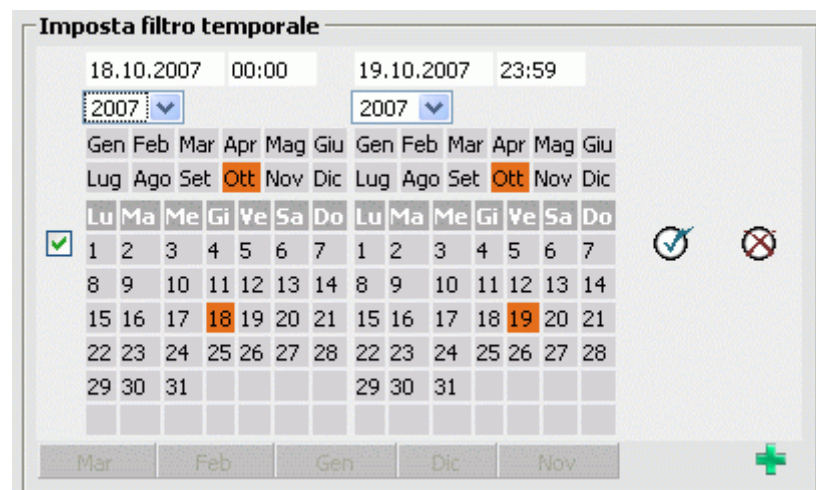 Imposta filtro temporale
18.10.2007 00:00 19.10.2007 23:59
2007 2007
Gen Feb Mar Apr Mag Giu Gen Feb Mar Apr Mag Giu
Lug Ago Set Ott Nov Dic Lug Ago Set Ott Nov Dic
Lu Ma Me Gi Ve Sa Do Lu Ma Me Gi Ve Sa Do
1 2 3 4 5 6 7 1 2 3 4 5 6 7
8 9 10 11 12 13 14 8 9 10 11 12 13 14
15 16 17 18 19 20 21 15 16 17 18 19 20 21
22 23 24 25 26 27 28 22 23 24 25 26 27 28
29 30 31 29 30 31
Mar Feb Gen Dic Nov